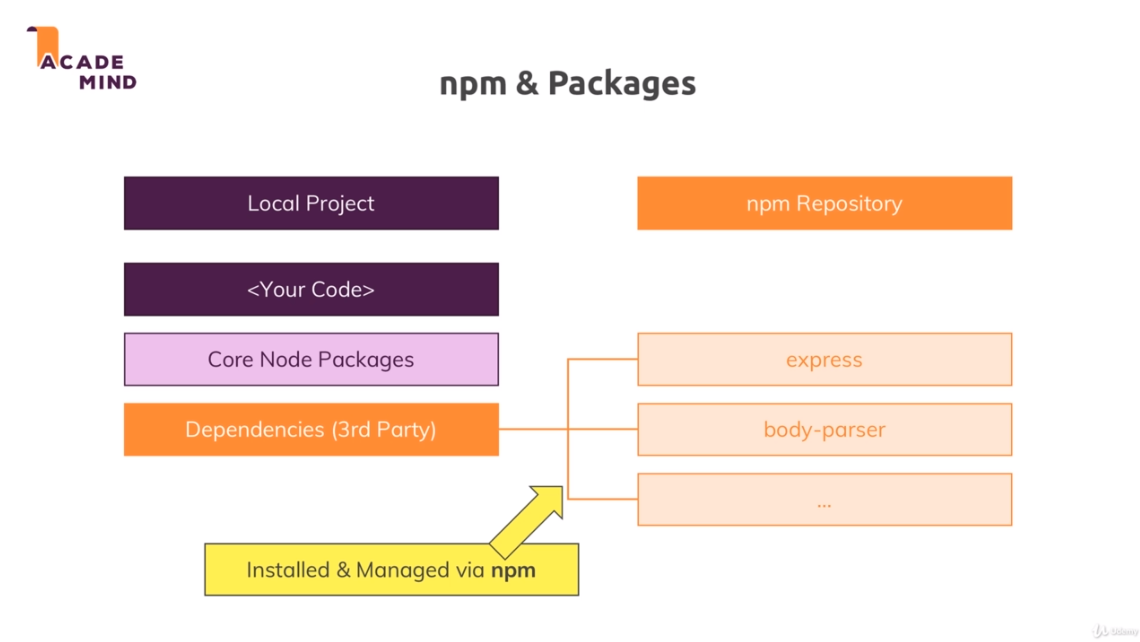 ACADE
MIND
npm & Packages
Local Project
npm Repository
<Your Code>
Core Node Packages
express
Dependencies (3rd Party)
body-parser
...
Installed & Managed via npm
Udemy